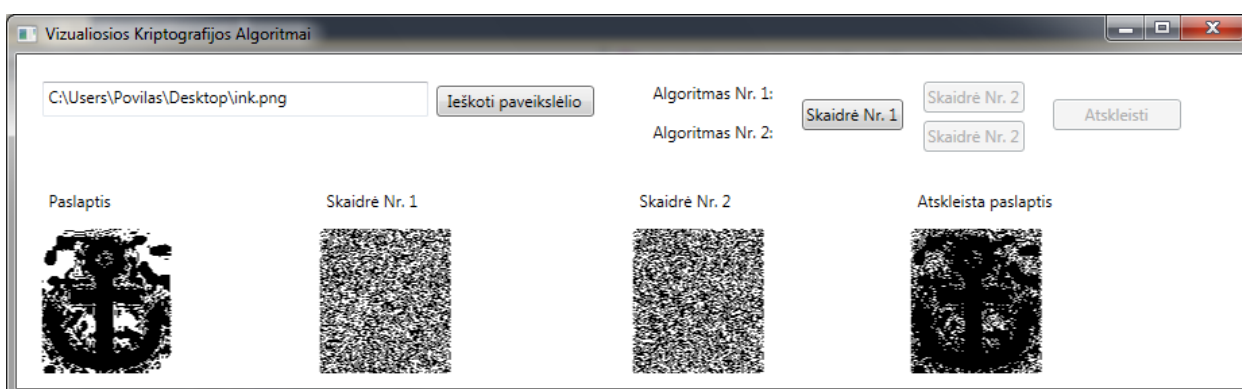 Vizualiosios Kriptografijos Algoritmai
C:\Users\Povilas\Desktop\ink.png
Ieškoti paveikslėlio
Algoritmas Nr. 1:
Algoritmas Nr. 2:
Skaidrė Nr. 1
Skaidrė Nr. 2
Skaidrė Nr. 2
Atskleisti
Paslaptis
Skaidrė Nr. 1
Skaidrė Nr. 2
Atskleista paslaptis